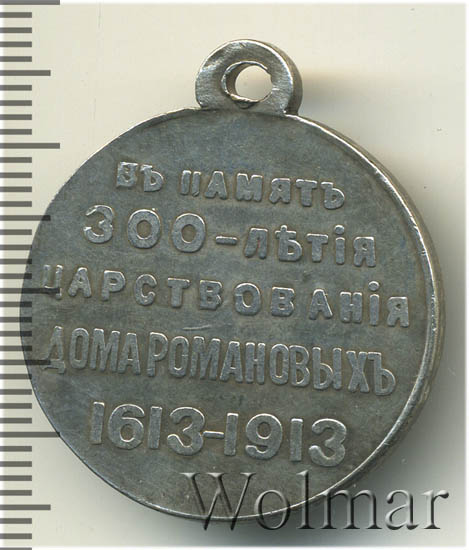 ВЪ ПАМЯТЬ
300-ЛѢТІЯ
ЦАРСТВОВАНІЯ
ДОМА РОМАНОВЫХЪ
1613-1913
Wolmar